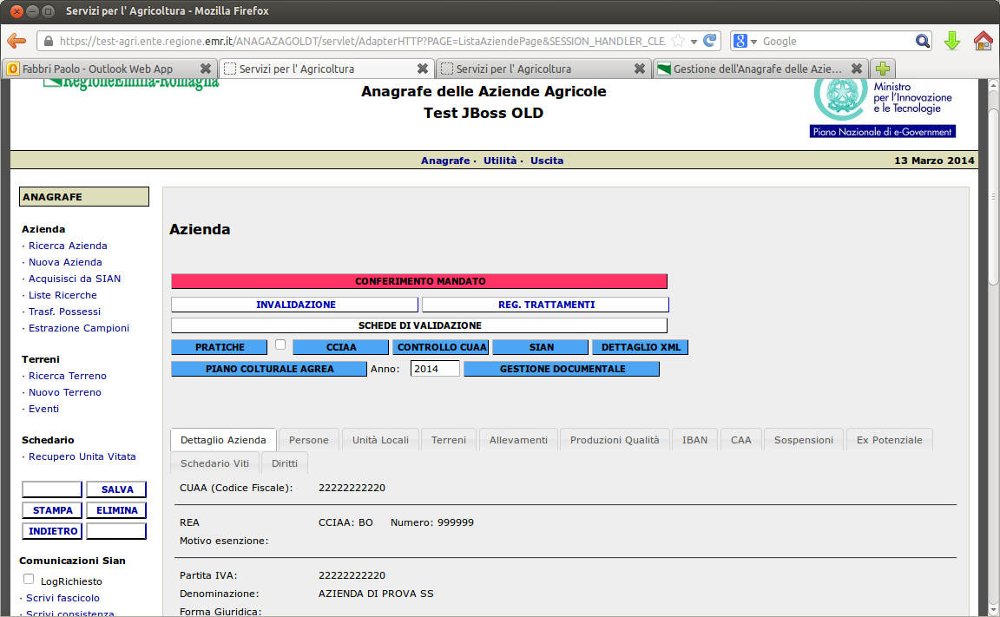 Servizi per l' Agricoltura - Mozilla Firefox
https://test-agri.ente.regione.emr.it/ANAGAZAGOLDT/servlet/AdapterHTTP?PAGE=ListaAziendePage&SESSION_HANDLER_CLE
8 Google
Fabbri Paolo - Outlook Web App
Servizi per l' Agricoltura
Servizi per l' Agricoltura
Gestione dell'Anagrafe delle Azie...
RegioneEmilia-Romagna
Anagrafe delle Aziende Agricole
Test JBoss OLD
Ministro
per l'Innovazione
e le Tecnologie
Piano Nazionale di e-Government
Anagrafe · Utilità · Uscita
13 Marzo 2014
ANAGRAFE
Azienda
· Ricerca Azienda
· Nuova Azienda
· Acquisisci da SIAN
· Liste Ricerche
· Trasf. Possessi
· Estrazione Campioni
Terreni
· Ricerca Terreno
· Nuovo Terreno
· Eventi
Schedario
· Recupero Unita Vitata
SALVA
STAMPA ELIMINA
INDIETRO
Comunicazioni Sian
LogRichiesto
· Scrivi fascicolo
· Scrivi consistenza
Azienda
CONFERIMENTO MANDATO
INVALIDAZIONE REG. TRATTAMENTI
SCHEDE DI VALIDAZIONE
PRATICHE CCIAA CONTROLLO CUAA SIAN DETTAGLIO XML
PIANO COLTURALE AGREA Anno: 2014 GESTIONE DOCUMENTALE
Dettaglio Azienda Persone Unità Locali Terreni Allevamenti Produzioni Qualità IBAN CAA Sospensioni Ex Potenziale
Schedario Viti Diritti
CUAA (Codice Fiscale): 22222222220
REA CCIAA: BO Numero: 999999
Motivo esenzione:
Partita IVA: 22222222220
Denominazione: AZIENDA DI PROVA SS
Forma Giuridica: